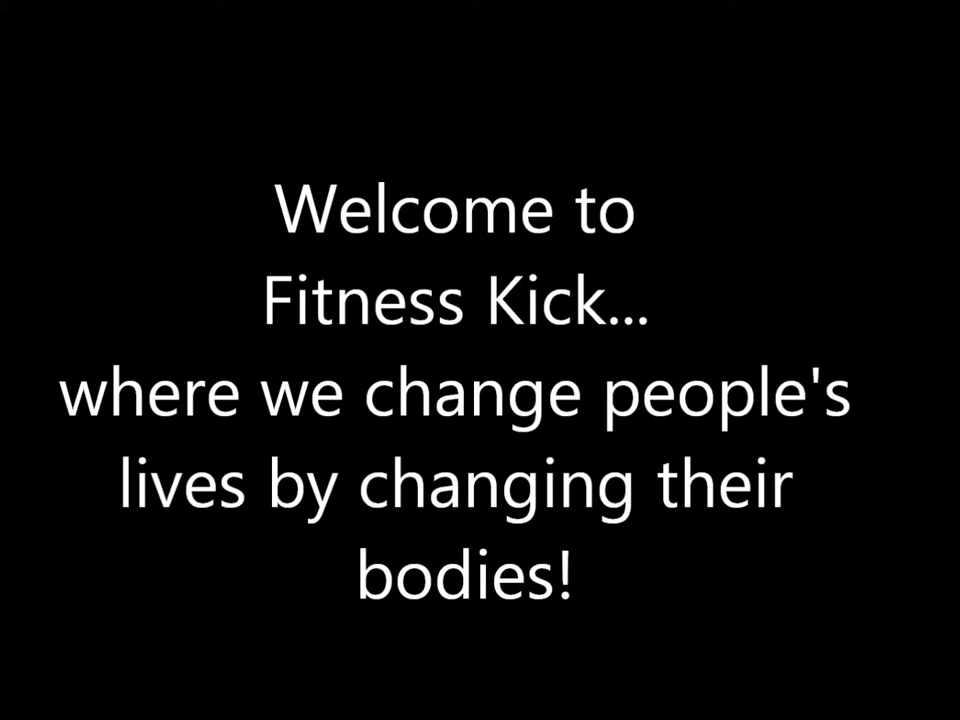 Welcome to
Fitness Kick...
where we change people's
lives by changing their
bodies!